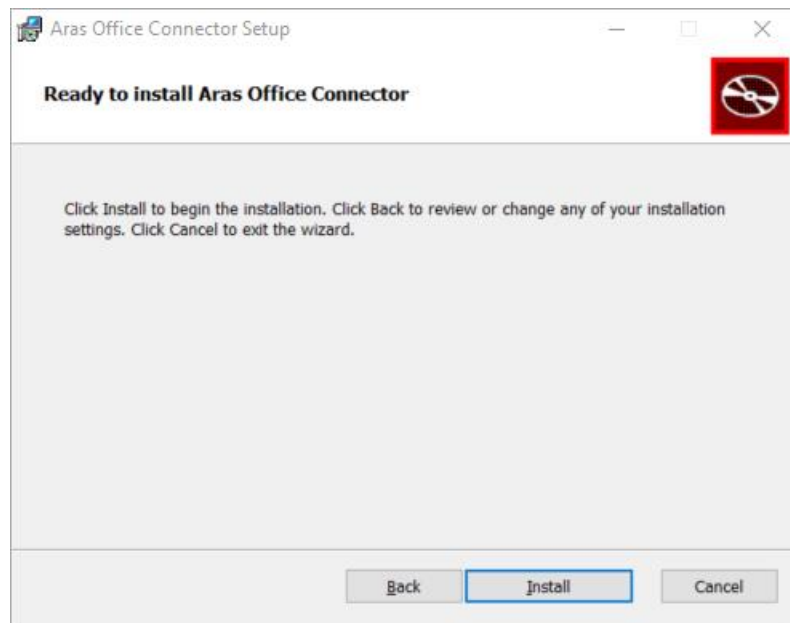 Aras Office Connector Setup
Ready to install Aras Office Connector
Click Install to begin the installation. Click Back to review or change any of your installation
settings. Click Cancel to exit the wizard.
Back Install Cancel